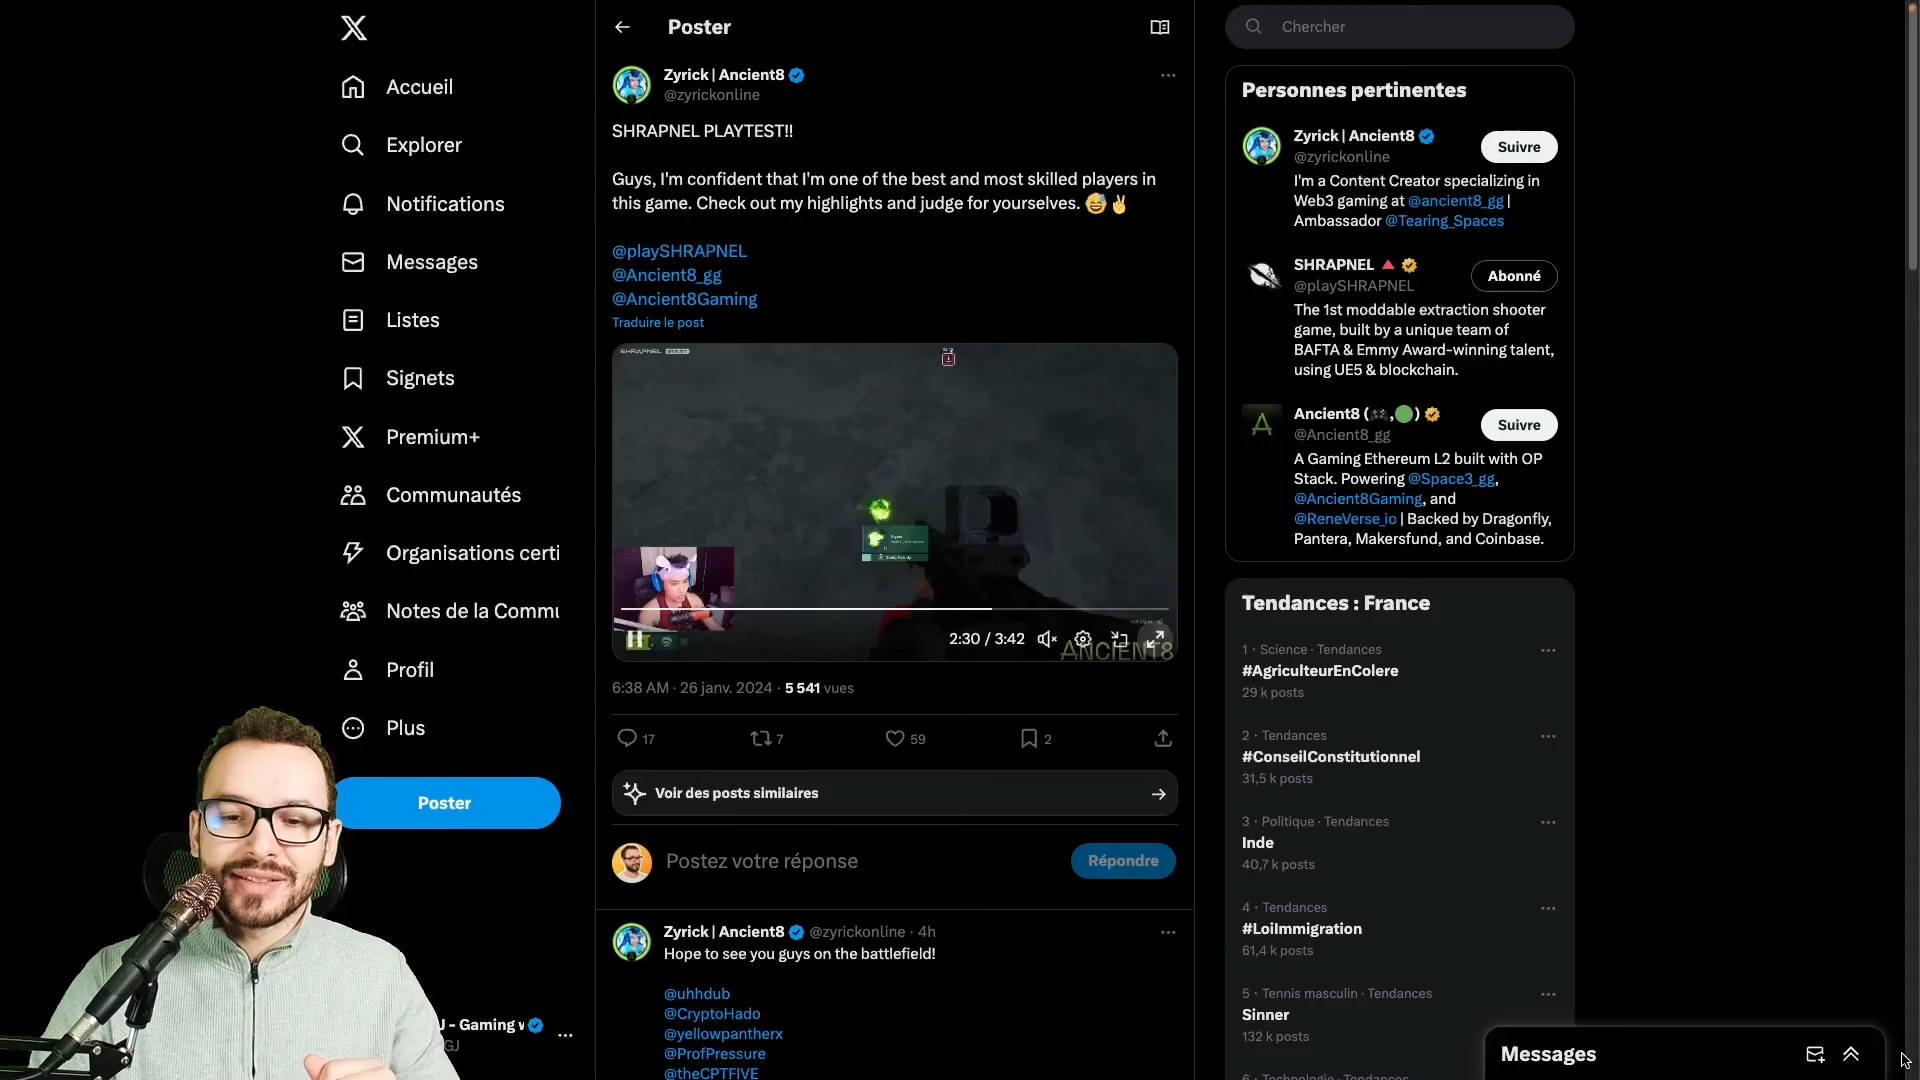 Accueil
Explorer
Notifications
Messages
Listes
Signets
Premium+
Communautés
Organisations certi
Notes de la Commu
Profil
Plus
Poster
J - Gaming
GJ
Poster
Zyrick | Ancient8
@zyrickonline
SHRAPNEL PLAYTEST!!
Guys, I'm confident that I'm one of the best and most skilled players in
this game. Check out my highlights and judge for yourselves. 😅✌
@playSHRAPNEL
@Ancient8_gg
@Ancient8Gaming
Traduire le post
SHRAPNEL
2:30 / 3:42
ANCIENT8
6:38 AM · 26 janv. 2024 · 5 541 vues
17
7
59
2
Voir des posts similaires
Postez votre réponse
Répondre
Zyrick | Ancient8 @zyrickonline · 4h
Hope to see you guys on the battlefield!
@uhhdub
@CryptoHado
@yellowpantherx
@ProfPressure
@theCPTFIVE
Chercher
Personnes pertinentes
Zyrick | Ancient8
@zyrickonline
Suivre
I'm a Content Creator specializing in
Web3 gaming at @ancient8_gg |
Ambassador @Tearing_Spaces
SHRAPNEL 🔺
@playSHRAPNEL
Abonné
The 1st moddable extraction shooter
game, built by a unique team of
BAFTA & Emmy Award-winning talent,
using UE5 & blockchain.
Ancient8 (🎮,🟢)
@Ancient8_gg
Suivre
A Gaming Ethereum L2 built with OP
Stack. Powering @Space3_gg,
@Ancient8Gaming, and
@ReneVerse_io | Backed by Dragonfly,
Pantera, Makersfund, and Coinbase.
Tendances : France
1 · Science · Tendances
#AgriculteurEnColere
29 k posts
2 · Tendances
#ConseilConstitutionnel
31,5 k posts
3 · Politique · Tendances
Inde
40,7 k posts
4 · Tendances
#LoiImmigration
61,4 k posts
5 · Tennis masculin · Tendances
Sinner
132 k posts
6 · Technologie · Tendances
Messages